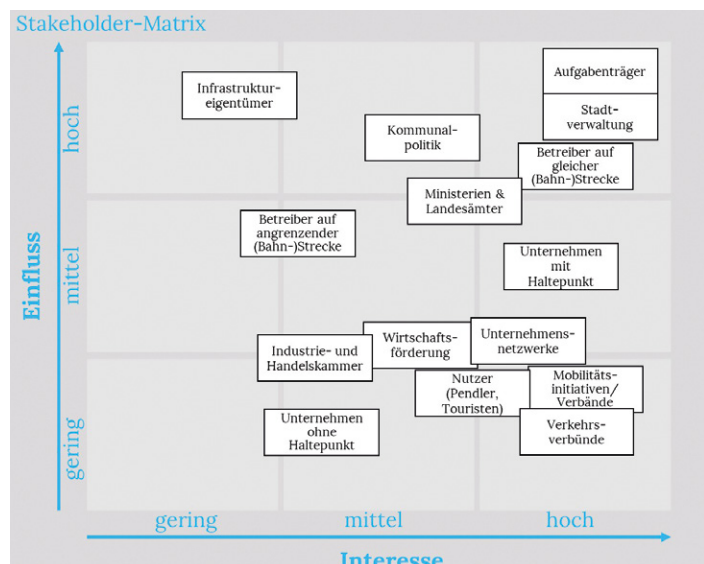 Stakeholder-Matrix
Einfluss
hoch
mittel
gering
Infrastruktur-
eigentümer
Kommunal-
politik
Aufgabenträger
Stadt-
verwaltung
Betreiber auf
gleicher
(Bahn-)Strecke
Ministerien &
Landesämter
Betreiber auf
angrenzender
(Bahn-)Strecke
Unternehmen
mit
Haltepunkt
Industrie- und
Handelskammer
Wirtschafts-
förderung
Unternehmens-
netzwerke
Nutzer
(Pendler,
Touristen)
Mobilitäts-
initiativen/
Verbände
Unternehmen
ohne
Haltepunkt
Verkehrs-
verbünde
gering
mittel
hoch
Interesse